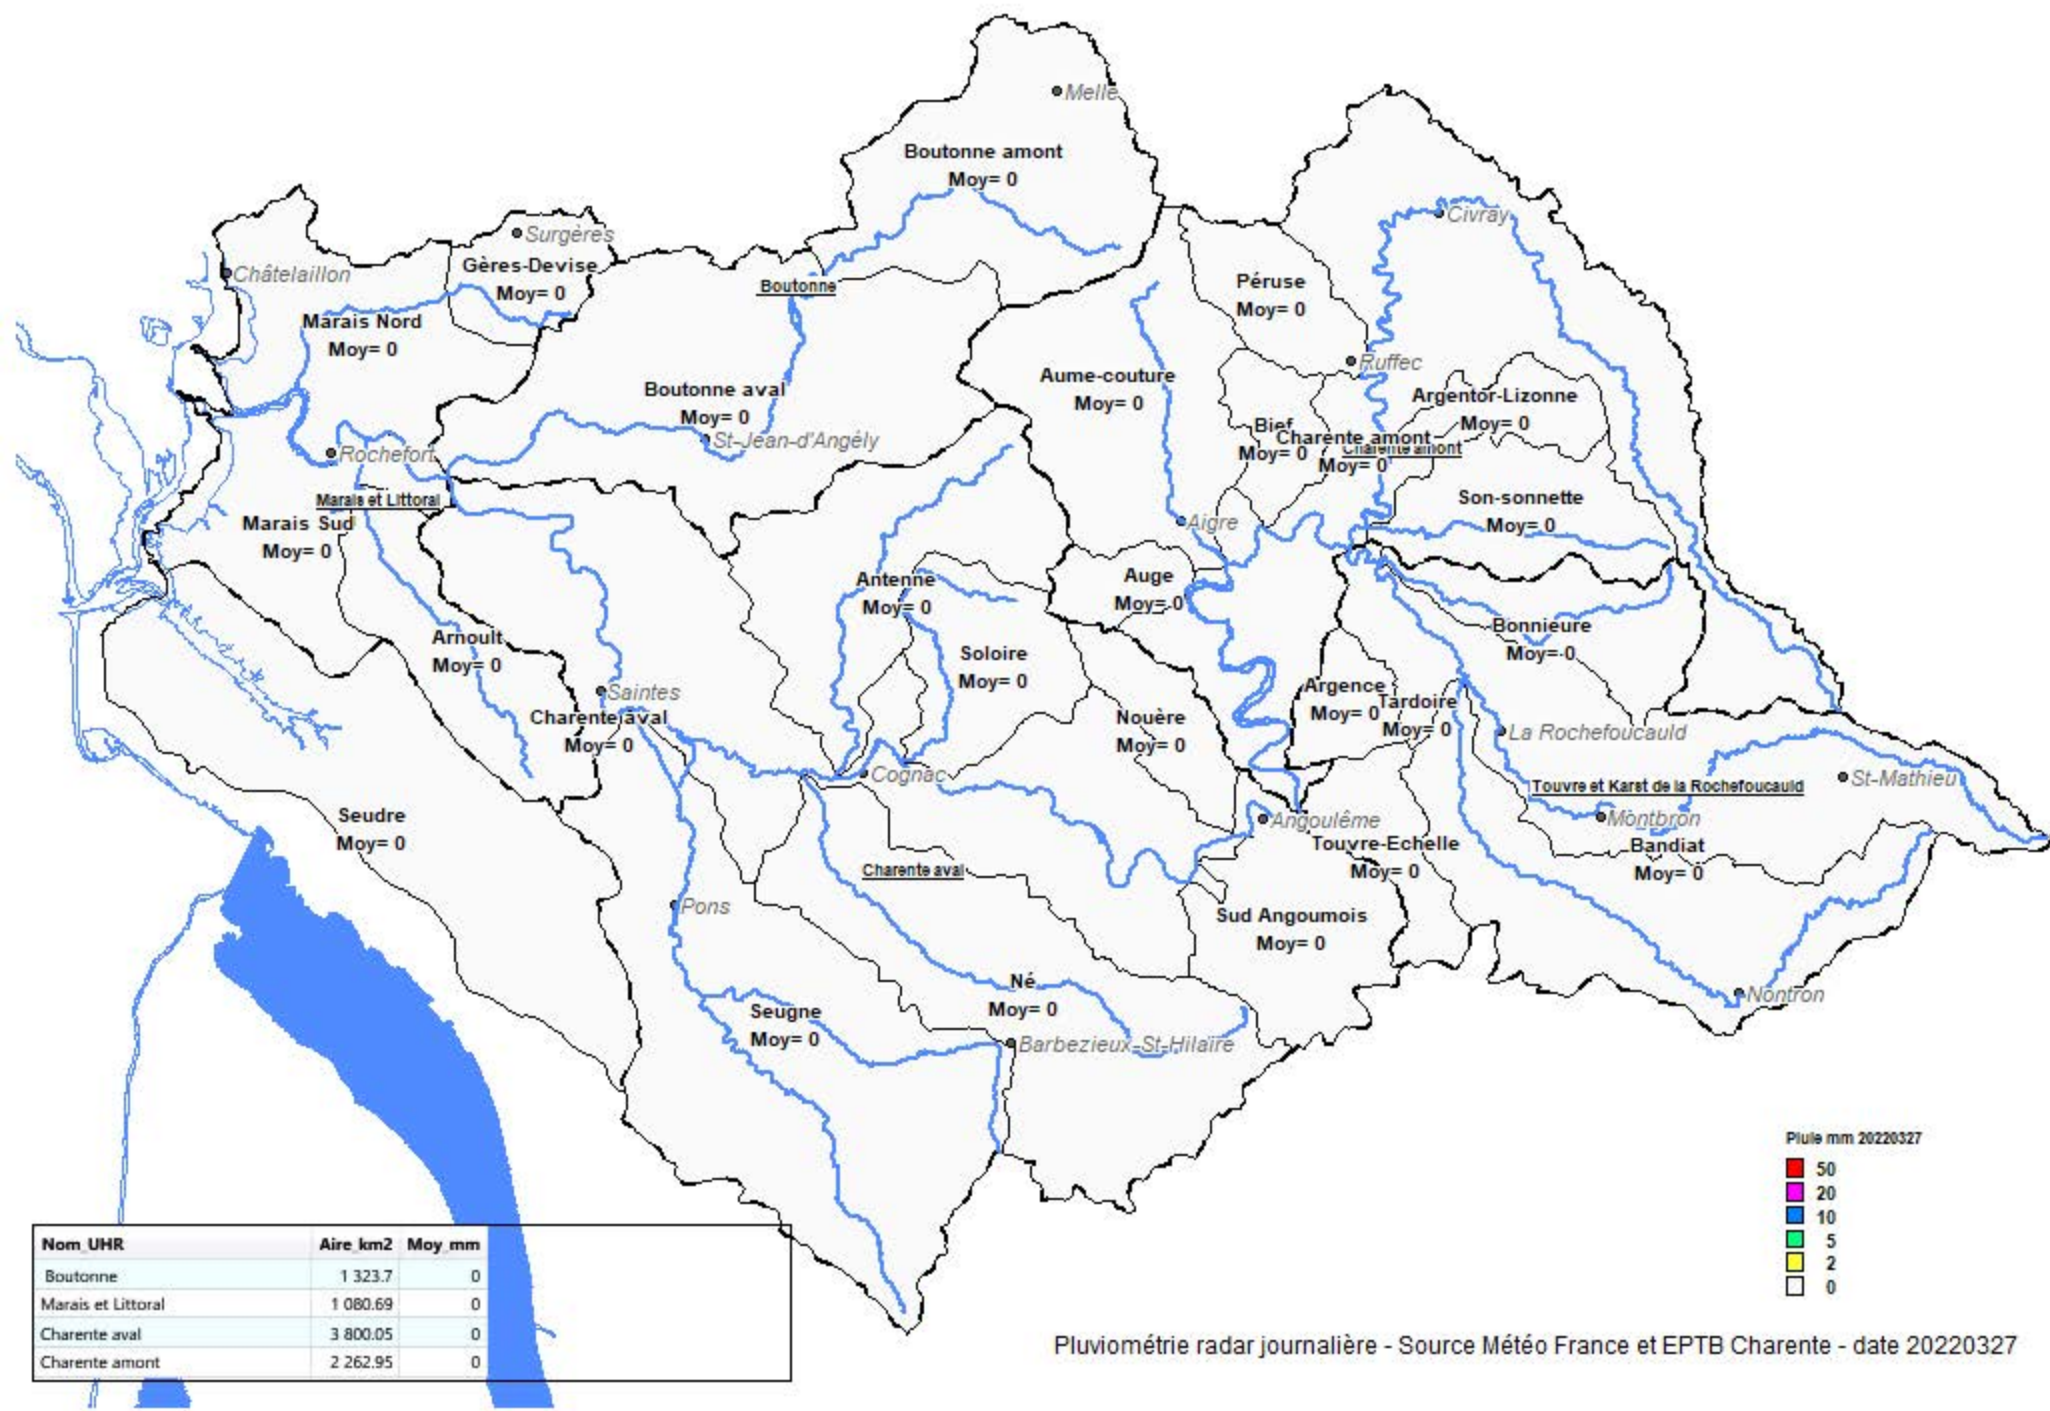 Melle
Boutonne amont
Moy= 0
Civray
Surgères
Châtelaillon
Gères-Devise
Moy= 0
Boutonne
Péruse
Moy= 0
Marais Nord
Moy= 0
Ruffec
Aume-couture
Moy= 0
Boutonne aval
Moy= 0
Argentor-Lizonne
Moy= 0
Bief
Moy= 0
Charente amont
Moy= 0
Charente amont
St-Jean-d'Angély
Rochefort
Marais et Littoral
Son-sonnette
Moy= 0
Marais Sud
Moy= 0
Aigre
Antenne
Moy= 0
Auge
Moy= 0
Bonnieure
Moy= 0
Arnoult
Moy= 0
Soloire
Moy= 0
Saintes
Argence
Moy= 0
Tardoire
Moy= 0
Charente aval
Moy= 0
Nouère
Moy= 0
La Rochefoucauld
Cognac
Touvre et Karst de la Rochefoucauld
St-Mathieu
Seudre
Moy= 0
Angoulême
Montbron
Touvre-Echelle
Moy= 0
Bandiat
Moy= 0
Charente aval
Pons
Sud Angoumois
Moy= 0
Né
Moy= 0
Nontron
Seugne
Moy= 0
Barbezieux-St-Hilaire
Pluie mm 20220327
50
20
10
5
2
0
Nom_UHR Aire_km2 Moy_mm
Boutonne 1 323.7 0
Marais et Littoral 1 080.69 0
Charente aval 3 800.05 0
Charente amont 2 262.95 0
Pluviométrie radar journalière - Source Météo France et EPTB Charente - date 20220327